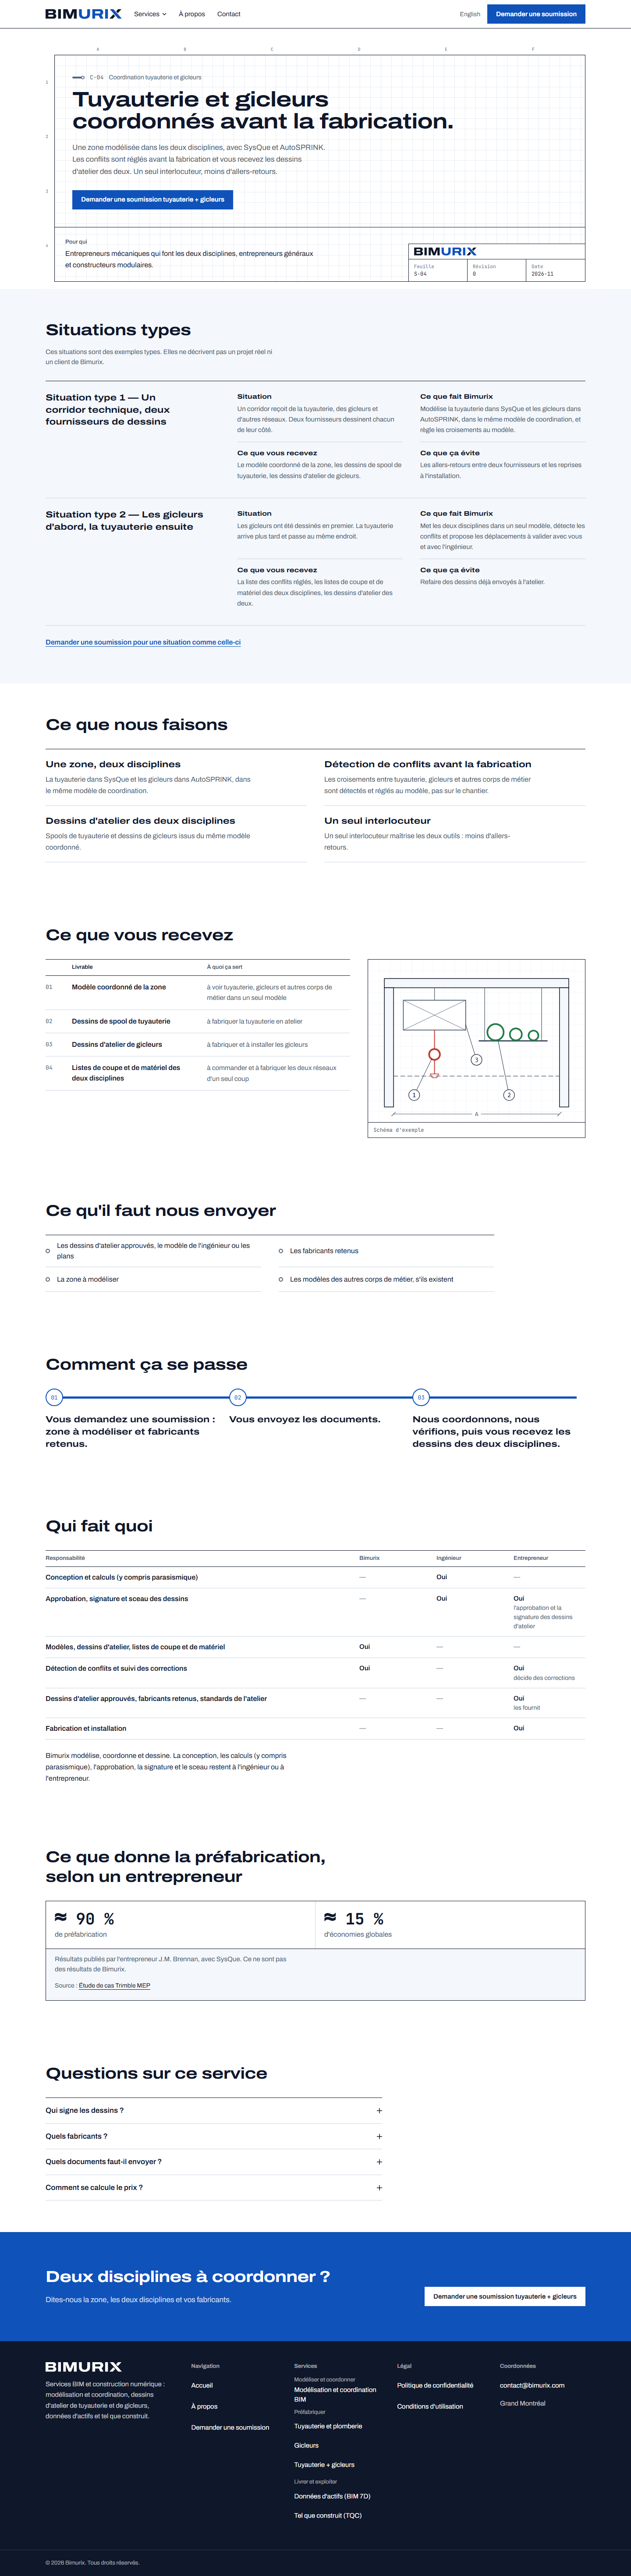 BIMURIX
Services
À propos
Contact
English
Demander une soumission
A B C D E F
1
C-04 Coordination tuyauterie et gicleurs
Tuyauterie et gicleurs
coordonnés avant la fabrication.
2
Une zone modélisée dans les deux disciplines, avec SysQue et AutoSPRINK.
Les conflits sont réglés avant la fabrication et vous recevez les dessins
d'atelier des deux. Un seul interlocuteur, moins d'allers-retours.
3
Demander une soumission tuyauterie + gicleurs
4
Pour qui
Entrepreneurs mécaniques qui font les deux disciplines, entrepreneurs généraux
et constructeurs modulaires.
BIMURIX
Feuille
S-04
Révision
0
Date
2026-11
Situations types
Ces situations sont des exemples types. Elles ne décrivent pas un projet réel ni
un client de Bimurix.
Situation type 1 — Un
corridor technique, deux
fournisseurs de dessins
Situation
Un corridor reçoit de la tuyauterie, des gicleurs et
d'autres réseaux. Deux fournisseurs dessinent chacun
de leur côté.
Ce que fait Bimurix
Modélise la tuyauterie dans SysQue et les gicleurs dans
AutoSPRINK, dans le même modèle de coordination, et
règle les croisements au modèle.
Ce que vous recevez
Le modèle coordonné de la zone, les dessins de spool de
tuyauterie, les dessins d'atelier de gicleurs.
Ce que ça évite
Les allers-retours entre deux fournisseurs et les reprises
à l'installation.
Situation type 2 — Les gicleurs
d'abord, la tuyauterie ensuite
Situation
Les gicleurs ont été dessinés en premier. La tuyauterie
arrive plus tard et passe au même endroit.
Ce que fait Bimurix
Met les deux disciplines dans un seul modèle, détecte les
conflits et propose les déplacements à valider avec vous
et avec l'ingénieur.
Ce que vous recevez
La liste des conflits réglés, les listes de coupe et de
matériel des deux disciplines, les dessins d'atelier des
deux.
Ce que ça évite
Refaire des dessins déjà envoyés à l'atelier.
Demander une soumission pour une situation comme celle-ci
Ce que nous faisons
Une zone, deux disciplines
La tuyauterie dans SysQue et les gicleurs dans AutoSPRINK, dans
le même modèle de coordination.
Détection de conflits avant la fabrication
Les croisements entre tuyauterie, gicleurs et autres corps de métier
sont détectés et réglés au modèle, pas sur le chantier.
Dessins d'atelier des deux disciplines
Spools de tuyauterie et dessins de gicleurs issus du même modèle
coordonné.
Un seul interlocuteur
Un seul interlocuteur maîtrise les deux outils : moins d'allers-
retours.
Ce que vous recevez
Livrable
À quoi ça sert
01 Modèle coordonné de la zone
à voir tuyauterie, gicleurs et autres corps de
métier dans un seul modèle
02 Dessins de spool de tuyauterie
à fabriquer la tuyauterie en atelier
03 Dessins d'atelier de gicleurs
à fabriquer et à installer les gicleurs
04 Listes de coupe et de matériel des
deux disciplines
à commander et à fabriquer les deux réseaux
d'un seul coup
3
1
2
A
Schéma d'exemple
Ce qu'il faut nous envoyer
Les dessins d'atelier approuvés, le modèle de l'ingénieur ou les
plans
Les fabricants retenus
La zone à modéliser
Les modèles des autres corps de métier, s'ils existent
Comment ça se passe
01
02
03
Vous demandez une soumission :
zone à modéliser et fabricants
retenus.
Vous envoyez les documents.
Nous coordonnons, nous
vérifions, puis vous recevez les
dessins des deux disciplines.
Qui fait quoi
Responsabilité Bimurix Ingénieur Entrepreneur
Conception et calculs (y compris parasismique) — Oui —
Approbation, signature et sceau des dessins — Oui Oui
l'approbation et la
signature des dessins
d'atelier
Modèles, dessins d'atelier, listes de coupe et de matériel Oui — —
Détection de conflits et suivi des corrections Oui — Oui
décide des corrections
Dessins d'atelier approuvés, fabricants retenus, standards de l'atelier — — Oui
les fournit
Fabrication et installation — — Oui
Bimurix modélise, coordonne et dessine. La conception, les calculs (y compris
parasismique), l'approbation, la signature et le sceau restent à l'ingénieur ou à
l'entrepreneur.
Ce que donne la préfabrication,
selon un entrepreneur
≈ 90 %
de préfabrication
≈ 15 %
d'économies globales
Résultats publiés par l'entrepreneur J.M. Brennan, avec SysQue. Ce ne sont pas
des résultats de Bimurix.
Source : Étude de cas Trimble MEP
Questions sur ce service
Qui signe les dessins ?
Quels fabricants ?
Quels documents faut-il envoyer ?
Comment se calcule le prix ?
Deux disciplines à coordonner ?
Dites-nous la zone, les deux disciplines et vos fabricants.
Demander une soumission tuyauterie + gicleurs
BIMURIX
Services BIM et construction numérique :
modélisation et coordination, dessins
d'atelier de tuyauterie et de gicleurs,
données d'actifs et tel que construit.
Navigation
Accueil
À propos
Demander une soumission
Services
Modéliser et coordonner
Modélisation et coordination
BIM
Préfabriquer
Tuyauterie et plomberie
Gicleurs
Tuyauterie + gicleurs
Livrer et exploiter
Données d'actifs (BIM 7D)
Tel que construit (TQC)
Légal
Politique de confidentialité
Conditions d'utilisation
Coordonnées
contact@bimurix.com
Grand Montréal
© 2026 Bimurix. Tous droits réservés.